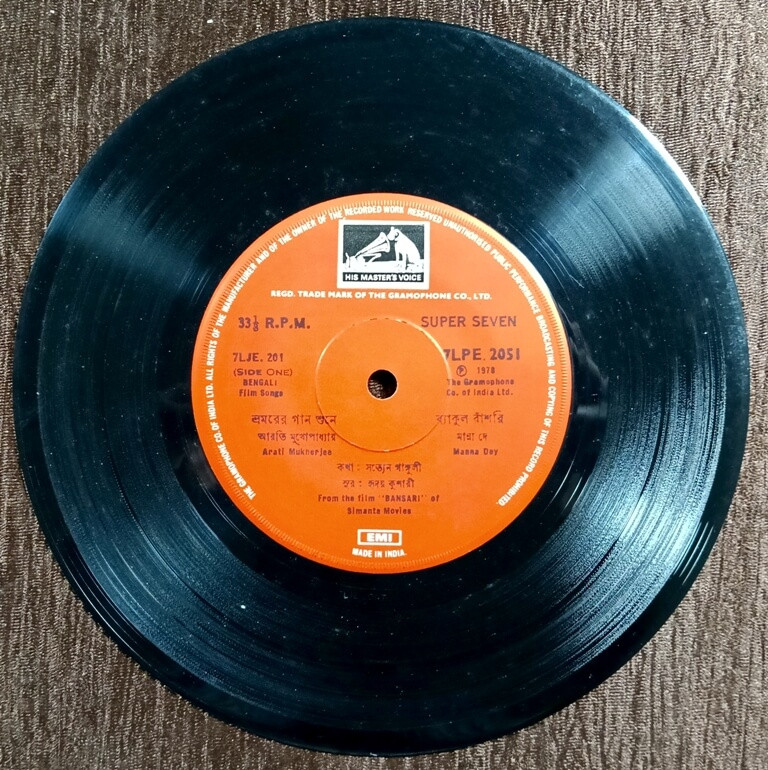 THE GRAMOPHONE CO. OF INDIA LTD. ALL RIGHTS OF THE MANUFACTURER AND OF THE OWNER OF THE RECORDED WORK RESERVED UNAUTHORISED PUBLIC PERFORMANCE BROADCASTING AND COPYING OF THIS RECORD PROHIBITED
HIS MASTER'S VOICE
REGD. TRADE MARK OF THE GRAMOPHONE CO., LTD.
33⅓ R.P.M. SUPER SEVEN
7LJE. 201 7LPE. 2051
(SIDE ONE) ℗ 1978
BENGALI The Gramophone
Film Songs Co. of India Ltd.
ভ্রমরের গান শুনে ব্যাকুল বাঁশরি
আরতি মুখোপাধ্যায় মান্না দে
Arati Mukherjee Manna Dey
কথা : সত্যেন গাঙ্গুলী
সুর : হৃদয় কুশারী
From the film "BANSARI" of
Simanta Movies
EMI
MADE IN INDIA